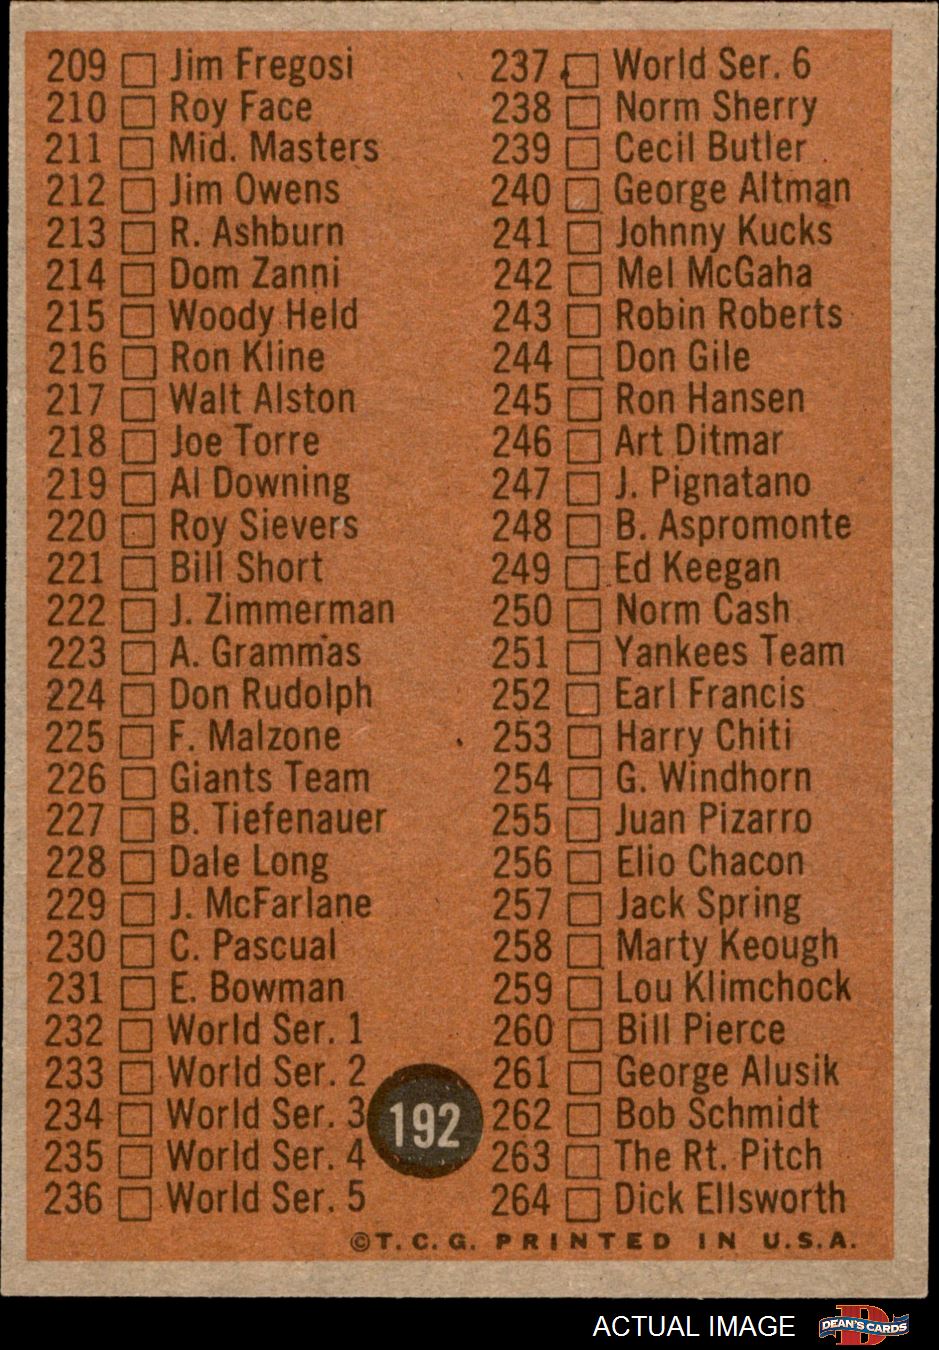 209 Jim Fregosi
210 Roy Face
211 Mid. Masters
212 Jim Owens
213 R. Ashburn
214 Dom Zanni
215 Woody Held
216 Ron Kline
217 Walt Alston
218 Joe Torre
219 Al Downing
220 Roy Sievers
221 Bill Short
222 J. Zimmerman
223 A. Grammas
224 Don Rudolph
225 F. Malzone
226 Giants Team
227 B. Tiefenauer
228 Dale Long
229 J. McFarlane
230 C. Pascual
231 E. Bowman
232 World Ser. 1
233 World Ser. 2
234 World Ser. 3
235 World Ser. 4
236 World Ser. 5
192
237 World Ser. 6
238 Norm Sherry
239 Cecil Butler
240 George Altman
241 Johnny Kucks
242 Mel McGaha
243 Robin Roberts
244 Don Gile
245 Ron Hansen
246 Art Ditmar
247 J. Pignatano
248 B. Aspromonte
249 Ed Keegan
250 Norm Cash
251 Yankees Team
252 Earl Francis
253 Harry Chiti
254 G. Windhorn
255 Juan Pizarro
256 Elio Chacon
257 Jack Spring
258 Marty Keough
259 Lou Klimchock
260 Bill Pierce
261 George Alusik
262 Bob Schmidt
263 The Rt. Pitch
264 Dick Ellsworth
©T. C. G. PRINTED IN U.S.A.
ACTUAL IMAGE
D
DEAN'S CARDS